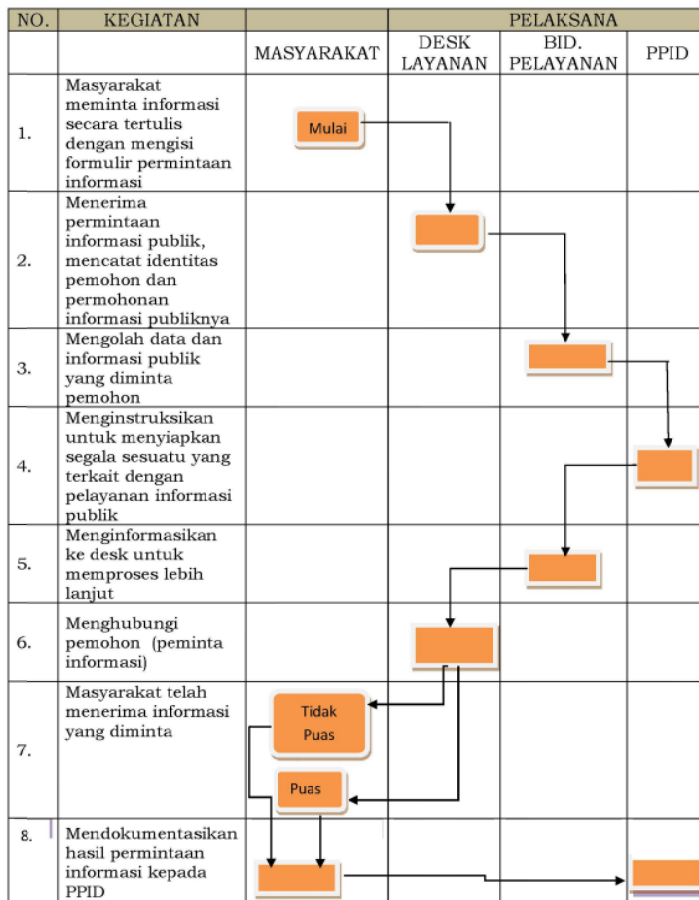 NO. KEGIATAN PELAKSANA
MASYARAKAT DESK LAYANAN BID. PELAYANAN PPID
1.
Masyarakat
meminta informasi
secara tertulis
dengan mengisi
formulir permintaan
informasi
Mulai
2.
Menerima
permintaan
informasi publik,
mencatat identitas
pemohon dan
permohonan
informasi publiknya
3.
Mengolah data dan
informasi publik
yang diminta
pemohon
4.
Menginstruksikan
untuk menyiapkan
segala sesuatu yang
terkait dengan
pelayanan informasi
publik
5.
Menginformasikan
ke desk untuk
memproses lebih
lanjut
6.
Menghubungi
pemohon (peminta
informasi)
7.
Masyarakat telah
menerima informasi
yang diminta
Tidak
Puas
Puas
8.
Mendokumentasikan
hasil permintaan
informasi kepada
PPID